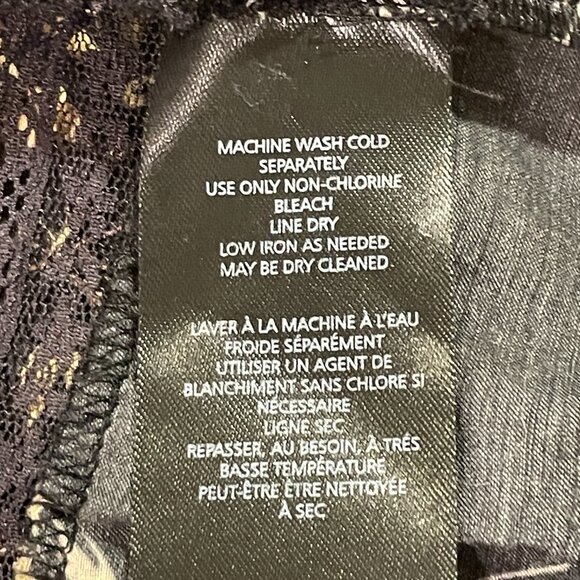 MACHINE WASH COLD
SEPARATELY
USE ONLY NON-CHLORINE
BLEACH
LINE DRY
LOW IRON AS NEEDED
MAY BE DRY CLEANED
LAVER À LA MACHINE À L'EAU
FROIDE SÉPARÉMENT
UTILISER UN AGENT DE
BLANCHIMENT SANS CHLORE SI
NÉCESSAIRE
LIGNE SEC
REPASSER, AU BESOIN, À TRÈS
BASSE TEMPÉRATURE
PEUT-ÊTRE ÊTRE NETTOYÉE
À SEC